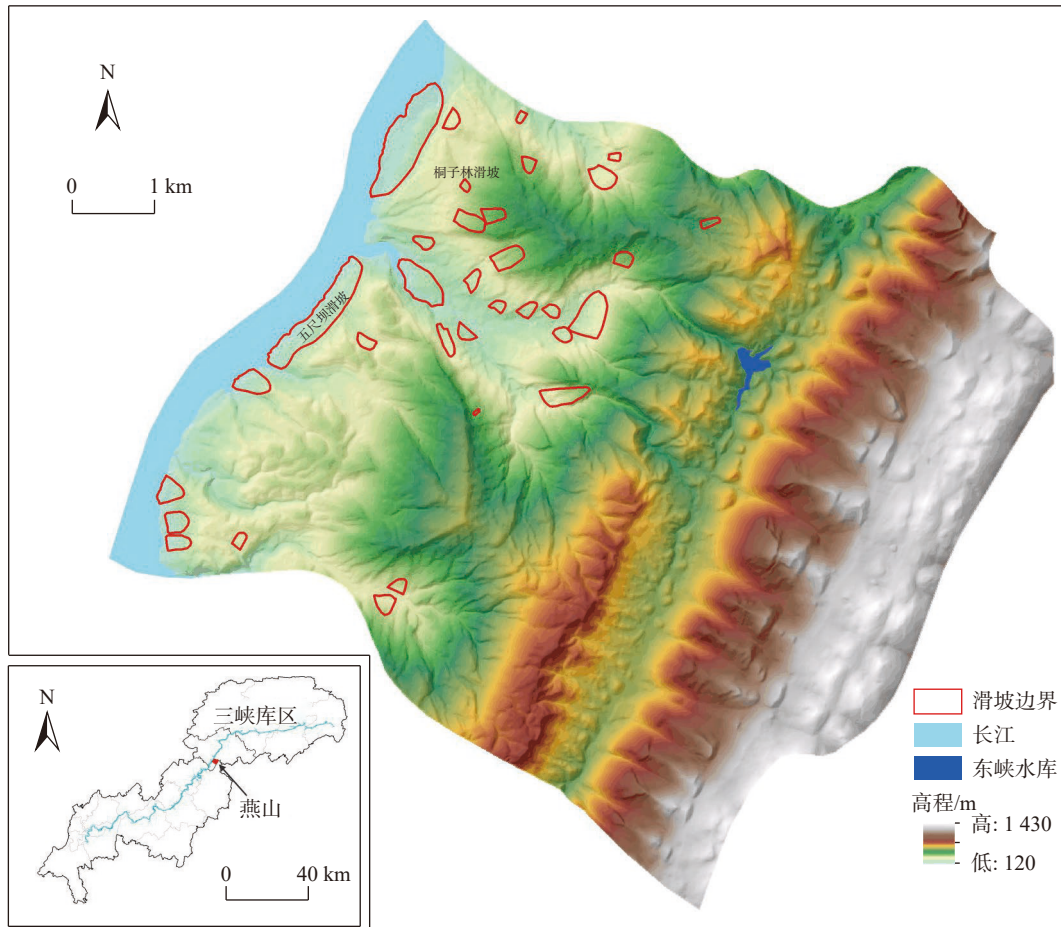 N
0 1 km
桐子林滑坡
五尺坝滑坡
N
三峡库区
燕山
0 40 km
滑坡边界
长江
东峡水库
高程/m
高: 1 430
低: 120